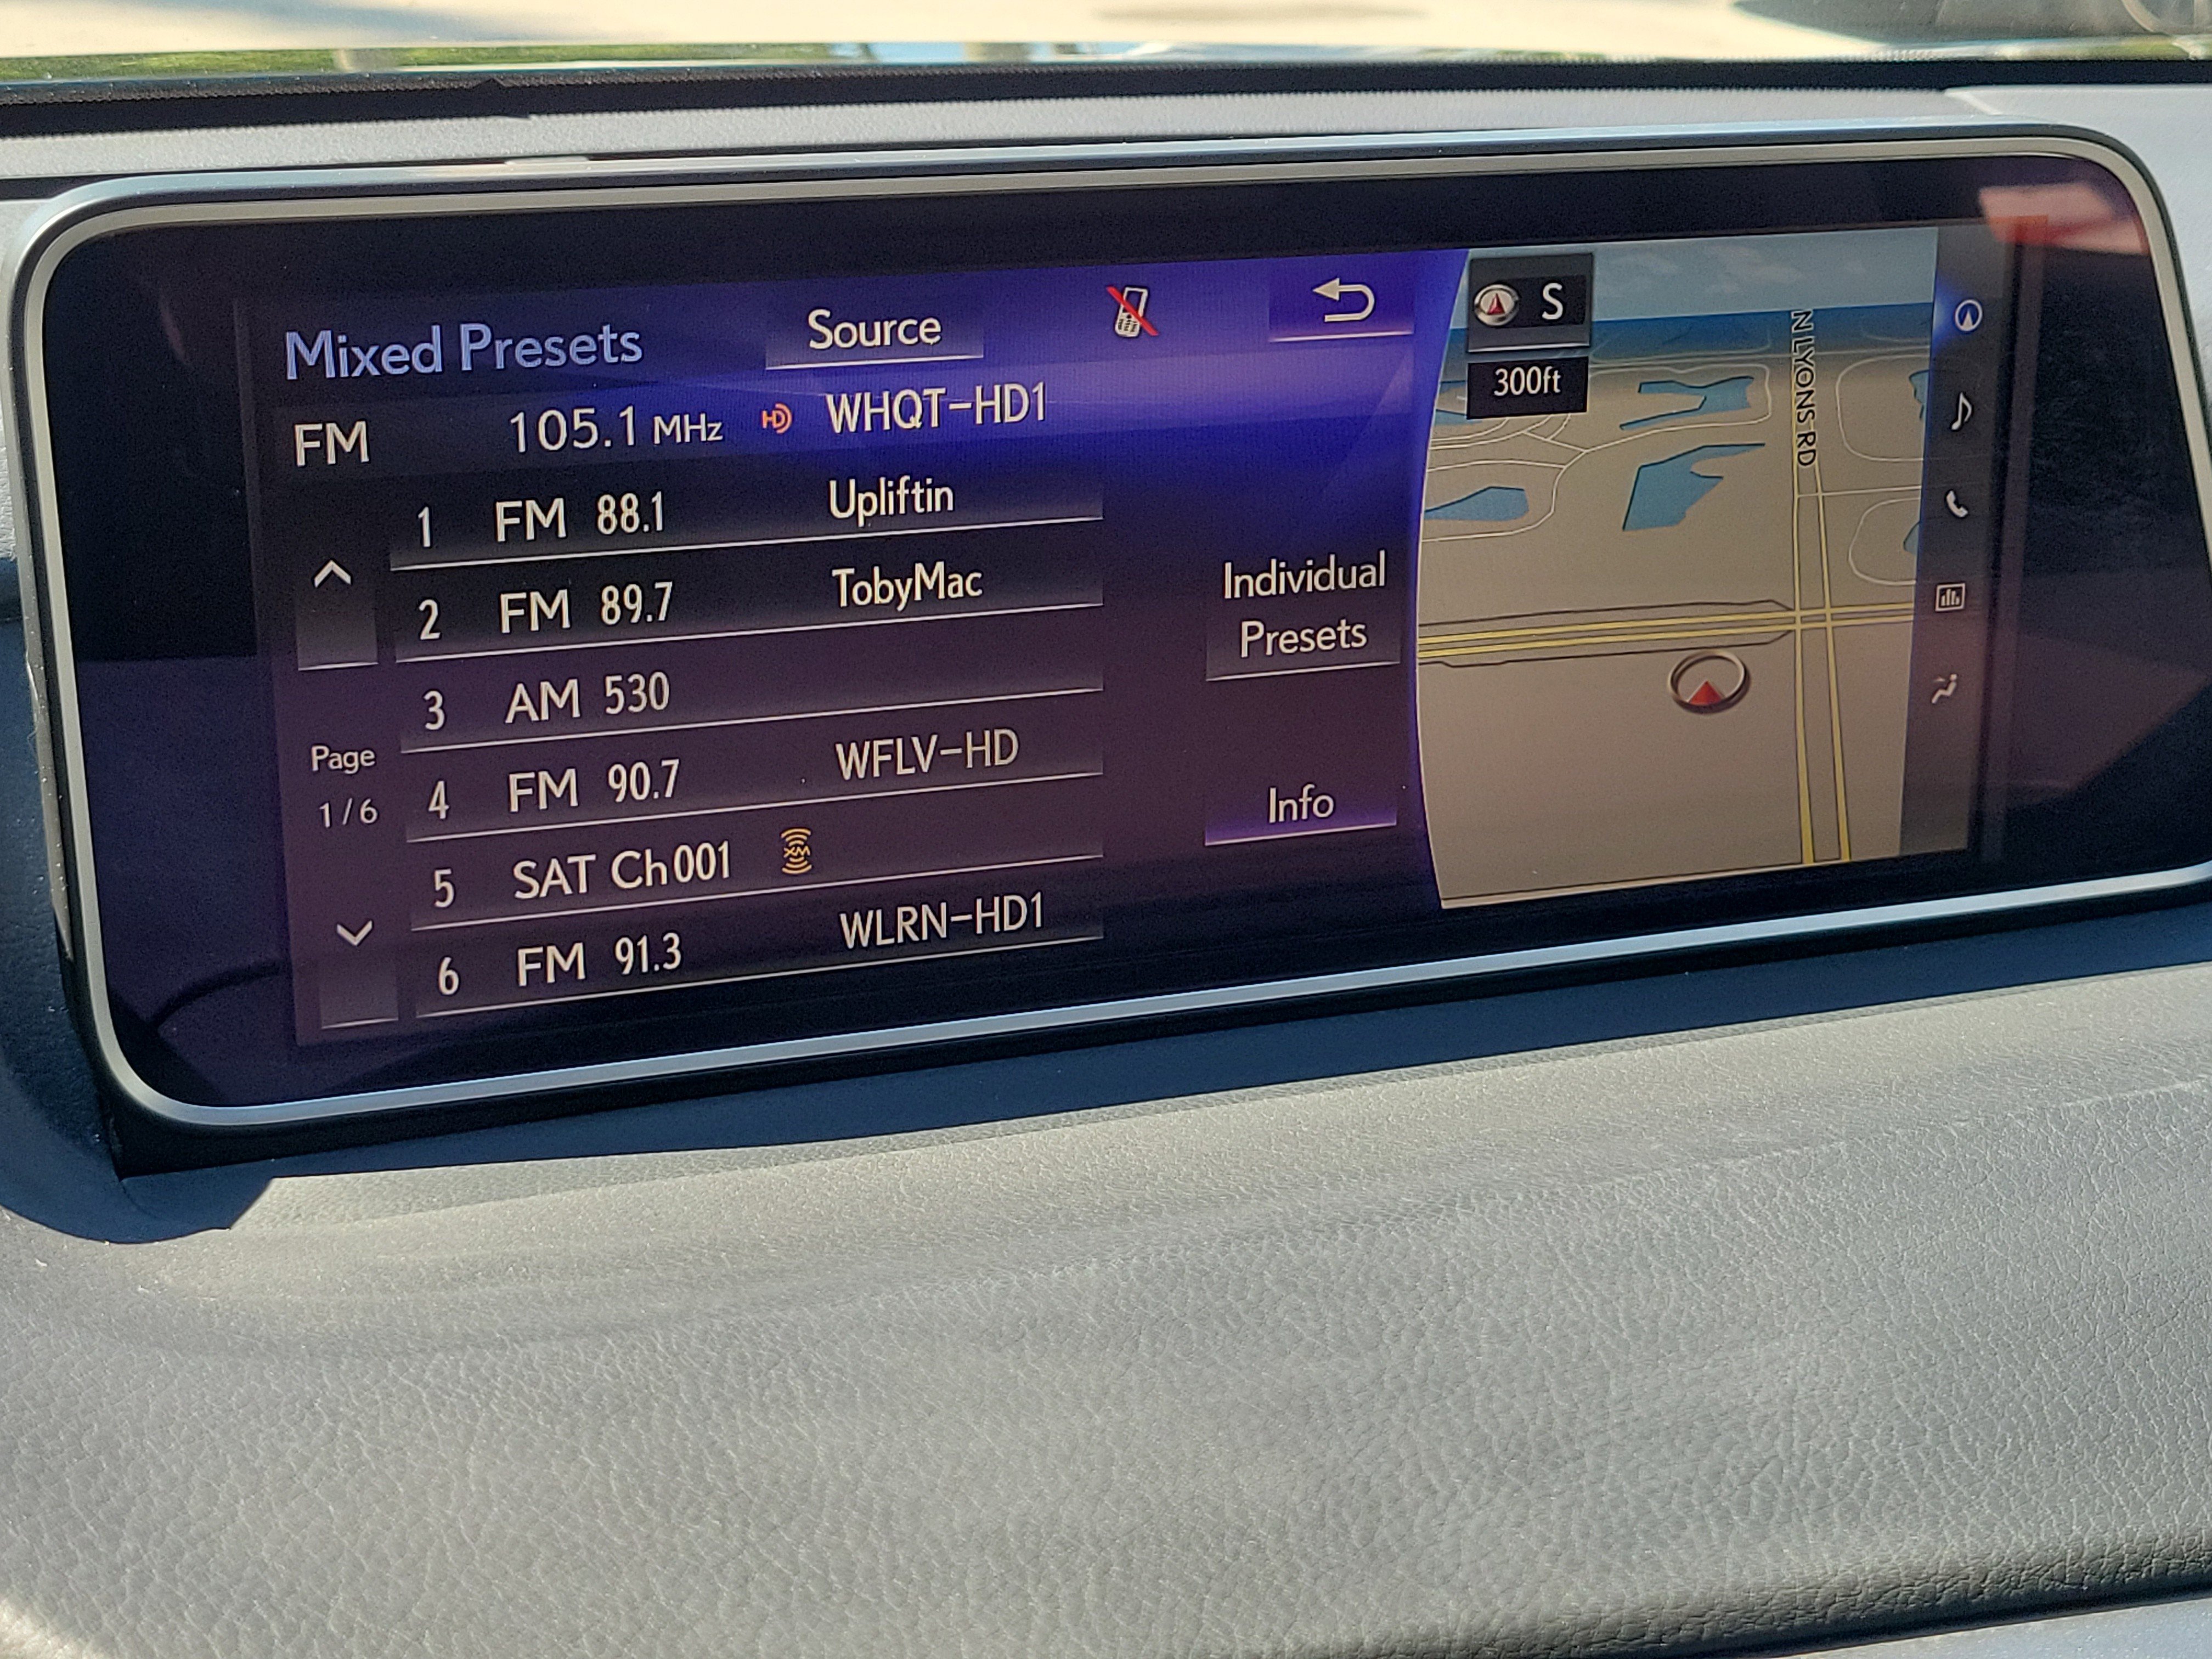 Mixed Presets
Source
FM 105.1 MHz HD WHQT-HD1
1 FM 88.1 Upliftin
2 FM 89.7 TobyMac
3 AM 530
4 FM 90.7 WFLV-HD
5 SAT Ch001 XM
6 FM 91.3 WLRN-HD1
Page
1/6
Individual
Presets
Info
S
300ft
N LYONS RD